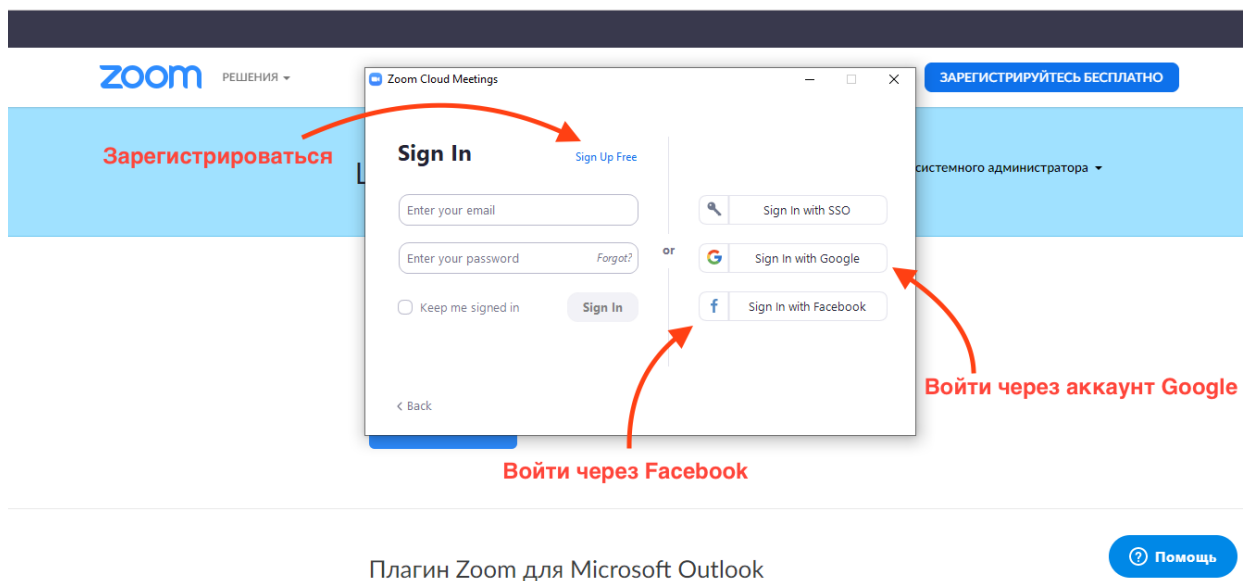 zoom
РЕШЕНИЯ
Zoom Cloud Meetings
ЗАРЕГИСТРИРУЙТЕСЬ БЕСПЛАТНО
Зарегистрироваться
Sign In
Sign Up Free
системного администратора
Enter your email
Sign In with SSO
Enter your password
Forgot?
or
Sign In with Google
Keep me signed in
Sign In
Sign In with Facebook
Войти через аккаунт Google
< Back
Войти через Facebook
Помощь
Плагин Zoom для Microsoft Outlook